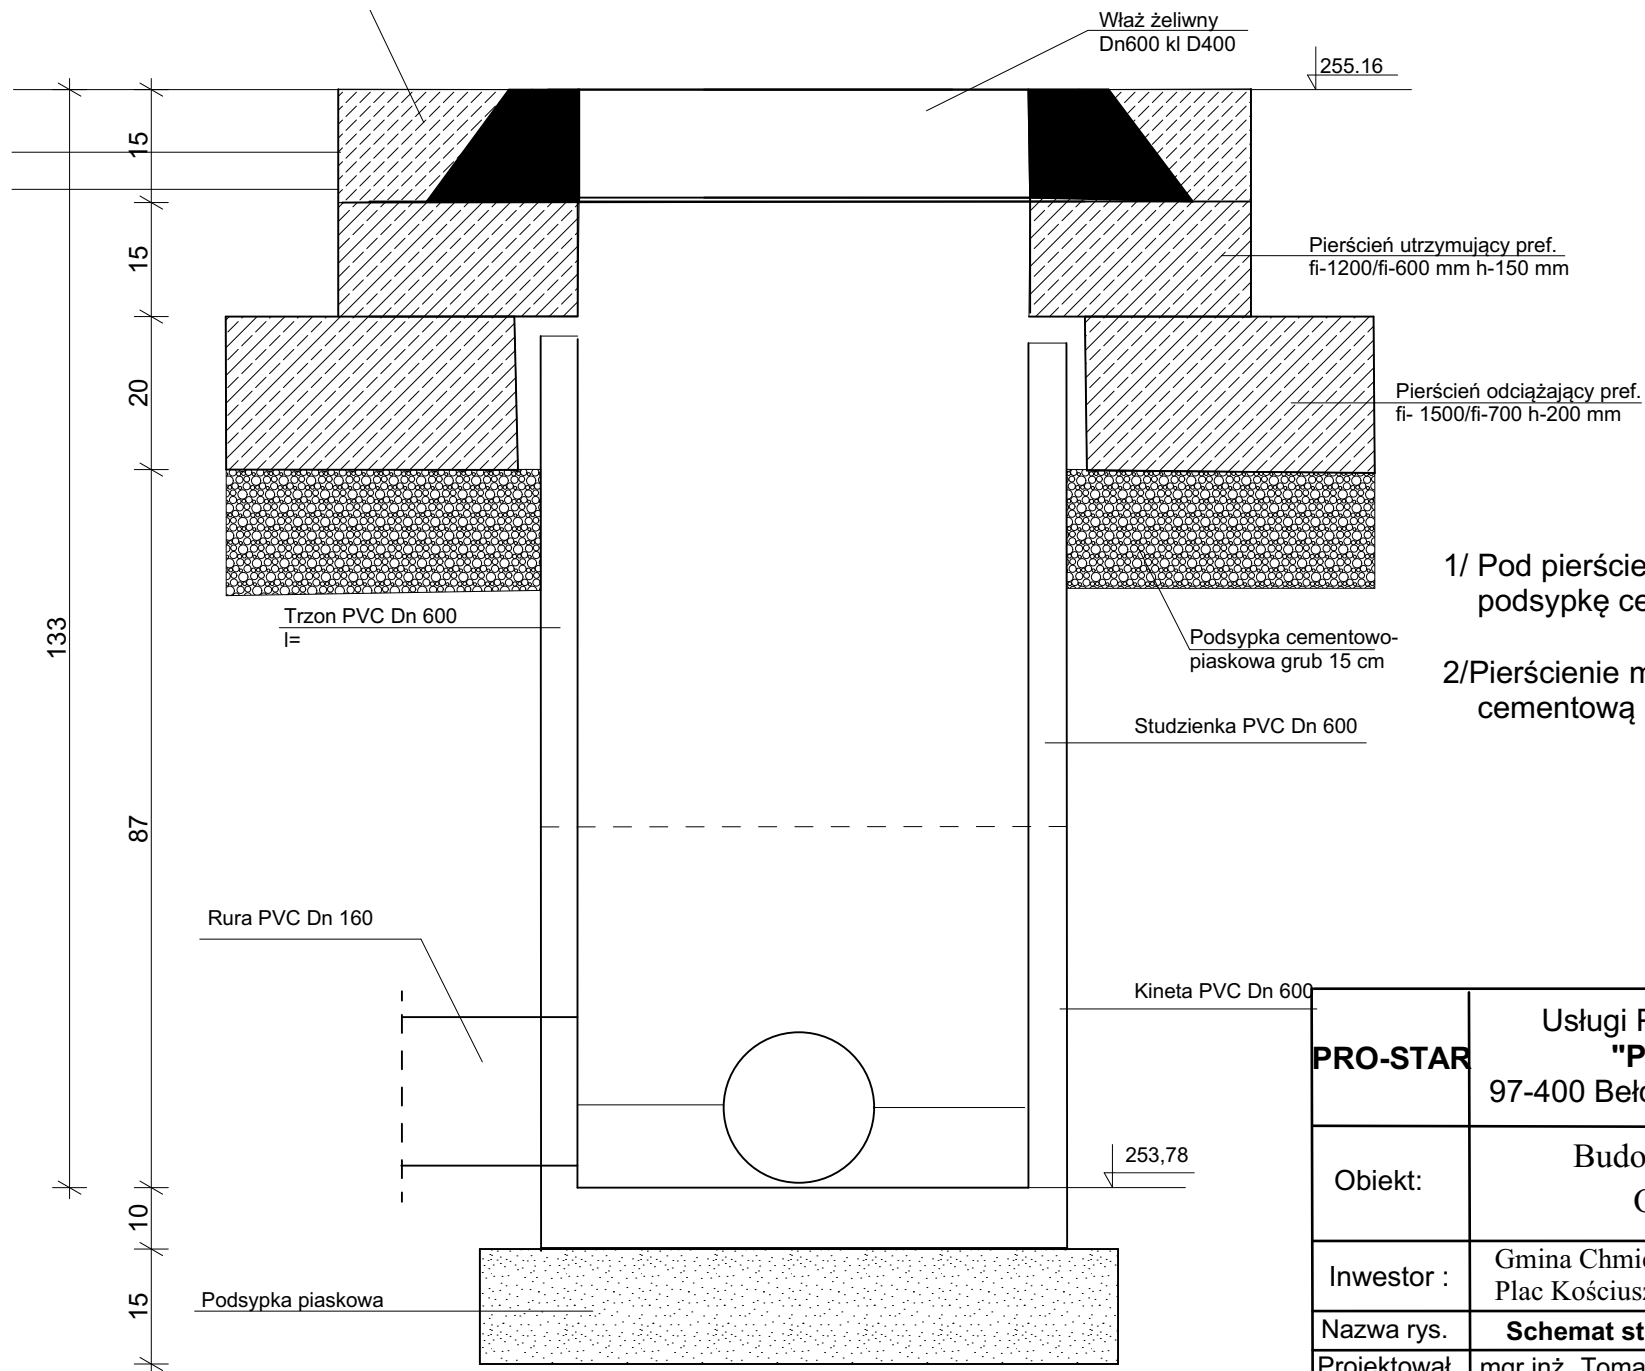 Właż żeliwny
Dn600 kl D400
255.16
15
15
Pierścień utrzymujący pref.
fi-1200/fi-600 mm h-150 mm
20
Pierścień odciążający pref.
fi- 1500/fi-700 h-200 mm
1/ Pod pierście
podsypkę ce
133
Trzon PVC Dn 600
l=
Podsypka cementowo-
piaskowa grub 15 cm
2/Pierścienie m
cementową
Studzienka PVC Dn 600
87
Rura PVC Dn 160
Kineta PVC Dn 600
PRO-STAR
Usługi P
"P
97-400 Beło
253,78
Obiekt:
Budo
O
10
Inwestor :
Gmina Chmie
Plac Kościusz
15
Podsypka piaskowa
Nazwa rys.
Schemat st
Projektował
mgr inż. Toma